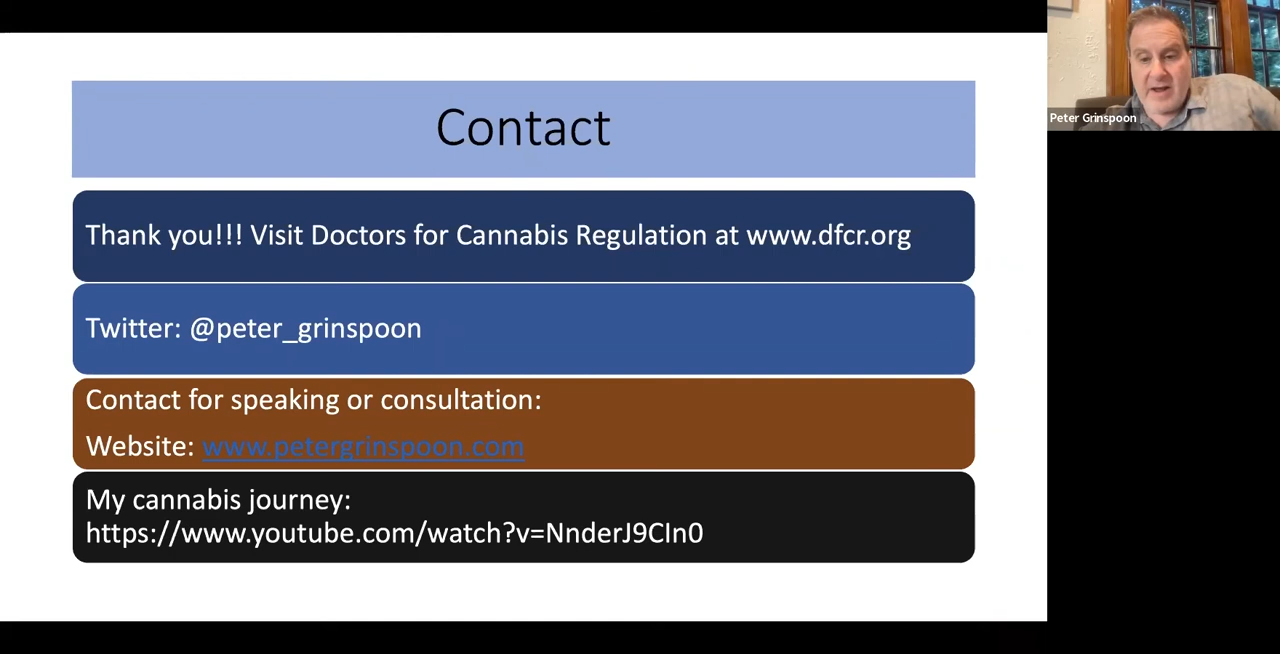 Contact
Thank you!!! Visit Doctors for Cannabis Regulation at www.dfcr.org
Twitter: @peter_grinspoon
Contact for speaking or consultation:
Website: www.petergrinspoon.com
My cannabis journey:
https://www.youtube.com/watch?v=NnderJ9CIn0
Peter Grinspoon